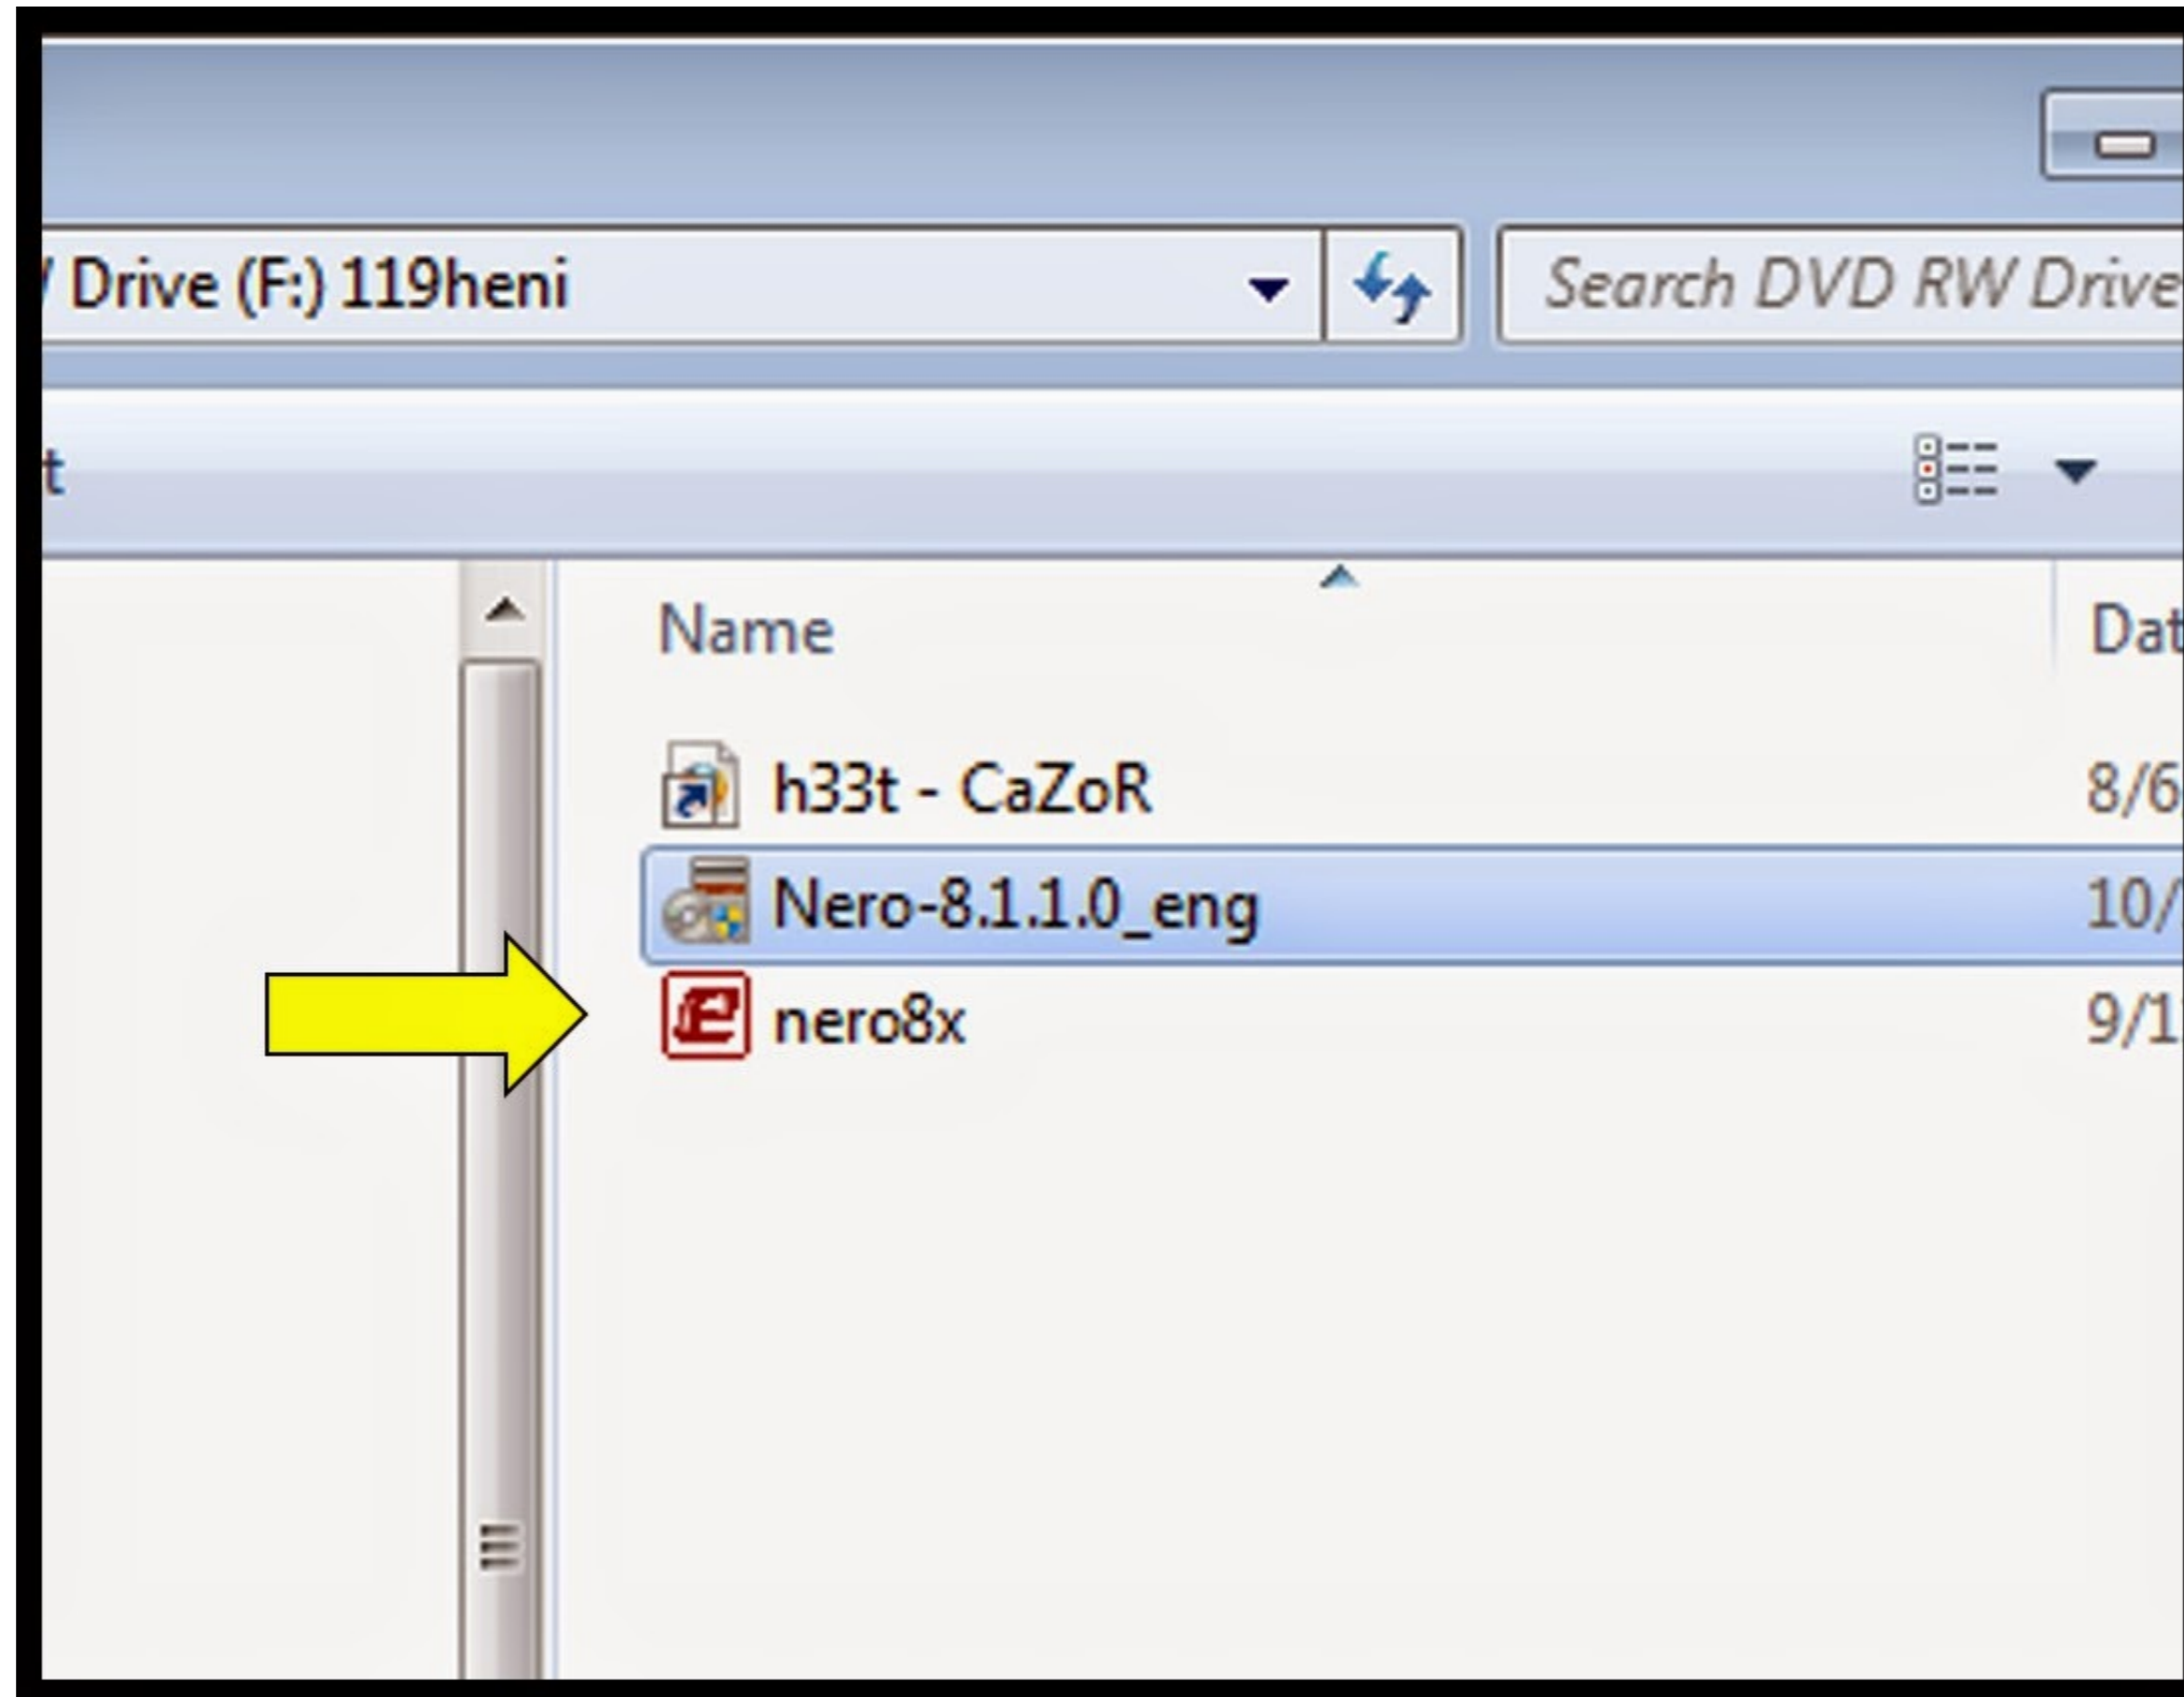 Drive (F:) 119heni
Search DVD RW Drive
t
Name
Dat
h33t - CaZoR
8/6/
Nero-8.1.1.0_eng
10/
nero8x
9/1